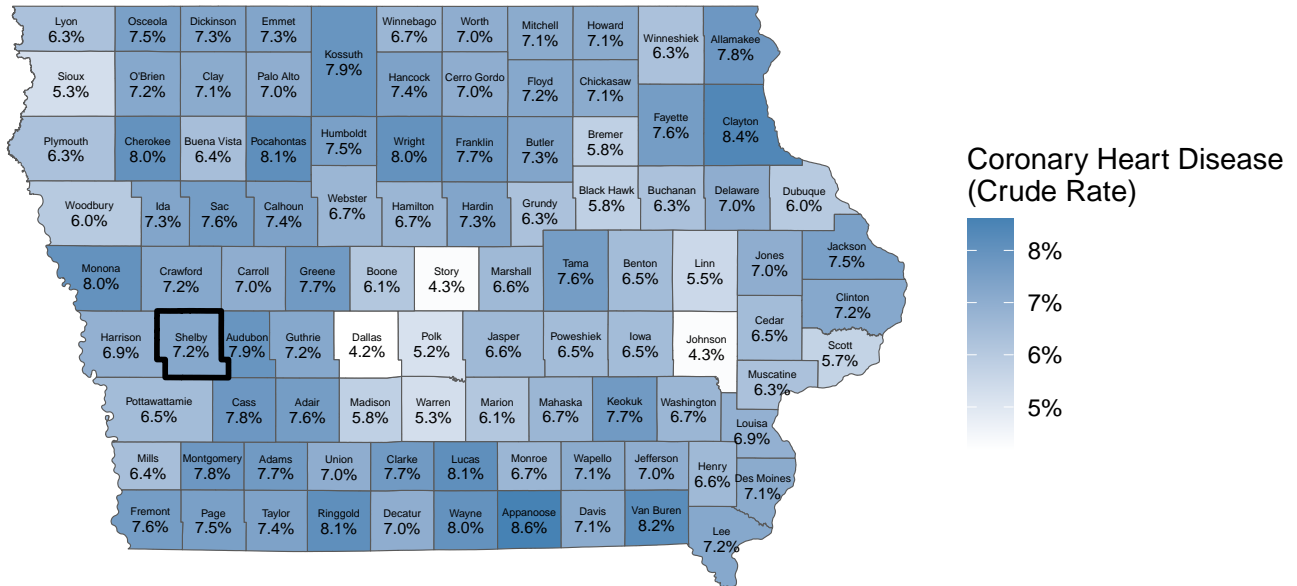 Lyon
6.3%
Osceola
7.5%
Dickinson
7.3%
Emmet
7.3%
Kossuth
7.9%
Winnebago
6.7%
Worth
7.0%
Mitchell
7.1%
Howard
7.1%
Winneshiek
6.3%
Allamakee
7.8%
Sioux
5.3%
O'Brien
7.2%
Clay
7.1%
Palo Alto
7.0%
Hancock
7.4%
Cerro Gordo
7.0%
Floyd
7.2%
Chickasaw
7.1%
Fayette
7.6%
Clayton
8.4%
Plymouth
6.3%
Cherokee
8.0%
Buena Vista
6.4%
Pocahontas
8.1%
Humboldt
7.5%
Wright
8.0%
Franklin
7.7%
Butler
7.3%
Bremer
5.8%
Woodbury
6.0%
Ida
7.3%
Sac
7.6%
Calhoun
7.4%
Webster
6.7%
Hamilton
6.7%
Hardin
7.3%
Grundy
6.3%
Black Hawk
5.8%
Buchanan
6.3%
Delaware
7.0%
Dubuque
6.0%
Monona
8.0%
Crawford
7.2%
Carroll
7.0%
Greene
7.7%
Boone
6.1%
Story
4.3%
Marshall
6.6%
Tama
7.6%
Benton
6.5%
Linn
5.5%
Jones
7.0%
Jackson
7.5%
Clinton
7.2%
Harrison
6.9%
Shelby
7.2%
Audubon
7.9%
Guthrie
7.2%
Dallas
4.2%
Polk
5.2%
Jasper
6.6%
Poweshiek
6.5%
Iowa
6.5%
Johnson
4.3%
Cedar
6.5%
Scott
5.7%
Muscatine
6.3%
Pottawattamie
6.5%
Cass
7.8%
Adair
7.6%
Madison
5.8%
Warren
5.3%
Marion
6.1%
Mahaska
6.7%
Keokuk
7.7%
Washington
6.7%
Louisa
6.9%
Mills
6.4%
Montgomery
7.8%
Adams
7.7%
Union
7.0%
Clarke
7.7%
Lucas
8.1%
Monroe
6.7%
Wapello
7.1%
Jefferson
7.0%
Henry
6.6%
Des Moines
7.1%
Fremont
7.6%
Page
7.5%
Taylor
7.4%
Ringgold
8.1%
Decatur
7.0%
Wayne
8.0%
Appanoose
8.6%
Davis
7.1%
Van Buren
8.2%
Lee
7.2%
Coronary Heart Disease
(Crude Rate)
8%
7%
6%
5%